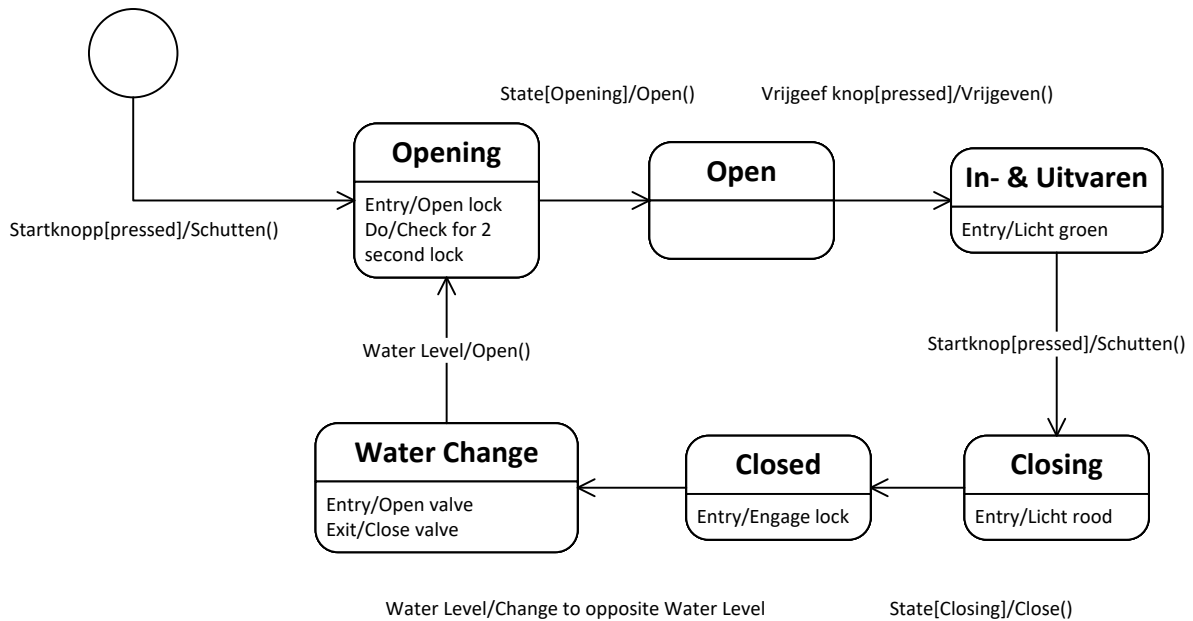 State[Opening]/Open()
Vrijgeef knop[pressed]/Vrijgeven()
Opening
Entry/Open lock
Do/Check for 2
second lock
Open
In- & Uitvaren
Entry/Licht groen
Startknopp[pressed]/Schutten()
Water Level/Open()
Startknop[pressed]/Schutten()
Water Change
Entry/Open valve
Exit/Close valve
Closed
Entry/Engage lock
Closing
Entry/Licht rood
Water Level/Change to opposite Water Level
State[Closing]/Close()